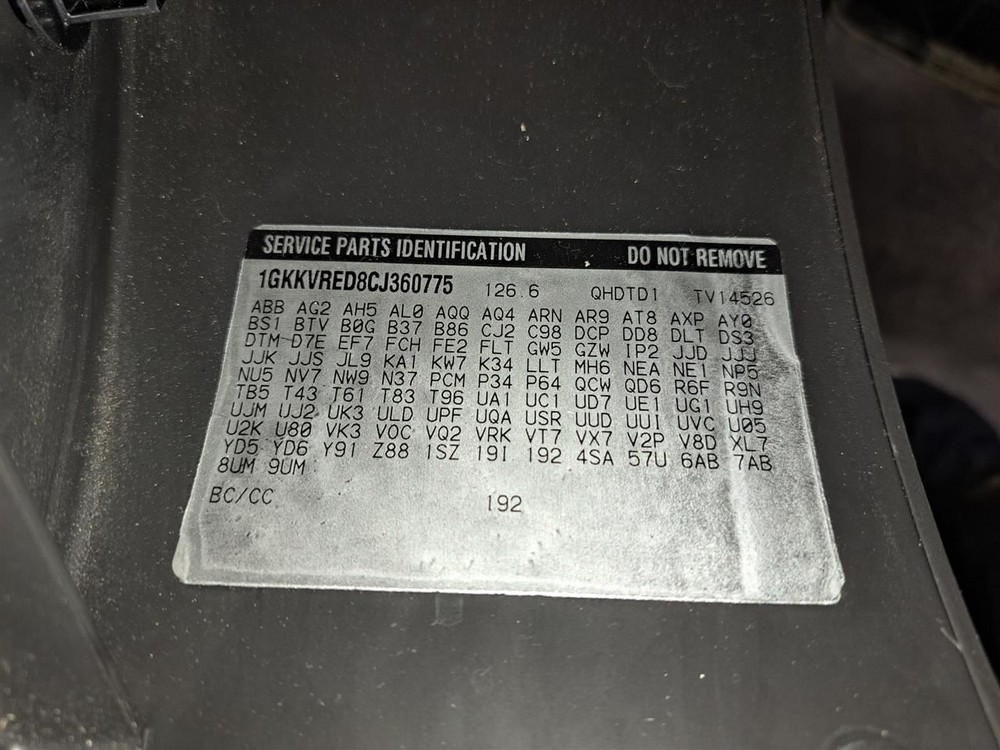 SERVICE PARTS IDENTIFICATION DO NOT REMOVE
1GKKVRED8CJ360775 126.6 QHDTD1 TV14526
ABB AG2 AH5 AL0 AQQ AQ4 ARN AR9 AT8 AXP AY0
BS1 BTV B0G B37 B86 CJ2 C98 DCP DD8 DLT DS3
DTM D7E EF7 FCH FE2 FLT GW5 GZW IP2 JJD JJJ
JJK JJS JL9 KA1 KW7 K34 LLT MH6 NEA NE1 NP5
NU5 NV7 NW9 N37 PCM P34 P64 QCW QD6 R6F R9N
TB5 T43 T61 T83 T96 UA1 UC1 UD7 UE1 UG1 UH9
UJM UJ2 UK3 ULD UPF UQA USR UUD UUI UVC U05
U2K U80 VK3 VOC VQ2 VRK VT7 VX7 V2P V8D XL7
YD5 YD6 Y91 Z88 1SZ 19I 192 4SA 57U 6AB 7AB
8UM 9UM
BC/CC 192